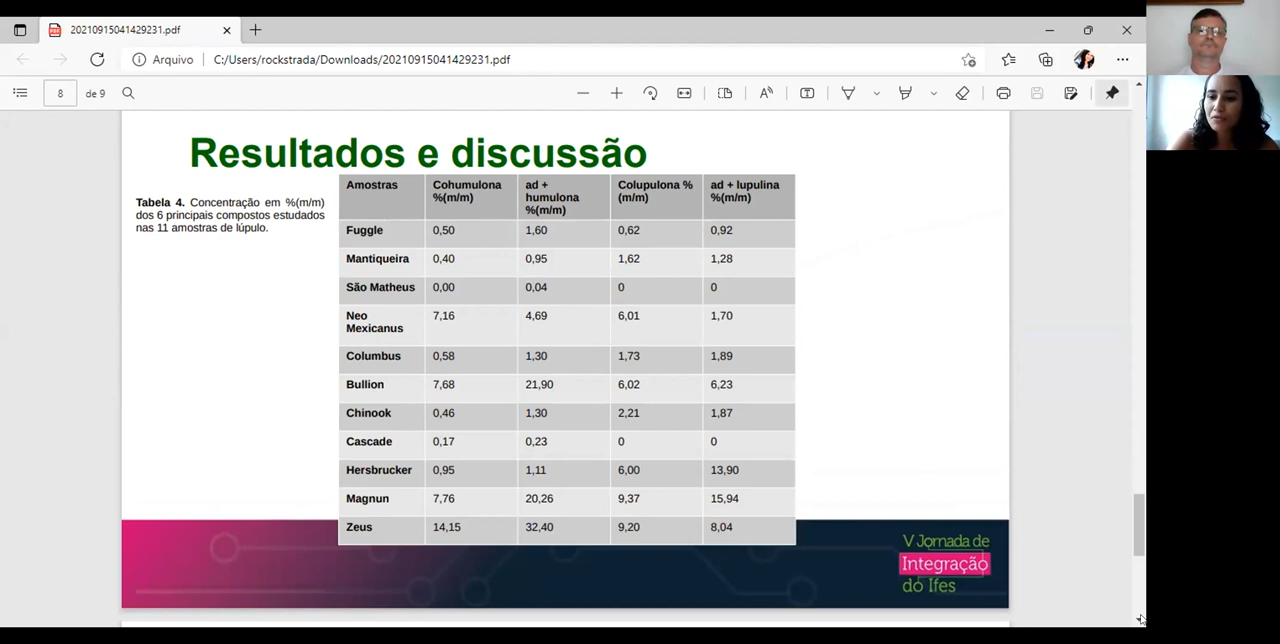 20210915041429231.pdf
Arquivo C:/Users/rockstrada/Downloads/20210915041429231.pdf
8 de 9
Resultados e discussão
Tabela 4. Concentração em %(m/m)
dos 6 principais compostos estudados
nas 11 amostras de lúpulo.
Amostras Cohumulona %(m/m) ad + humulona %(m/m) Colupulona % (m/m) ad + lupulina %(m/m)
Fuggle 0,50 1,60 0,62 0,92
Mantiqueira 0,40 0,95 1,62 1,28
São Matheus 0,00 0,04 0 0
Neo Mexicanus 7,16 4,69 6,01 1,70
Columbus 0,58 1,30 1,73 1,89
Bullion 7,68 21,90 6,02 6,23
Chinook 0,46 1,30 2,21 1,87
Cascade 0,17 0,23 0 0
Hersbrucker 0,95 1,11 6,00 13,90
Magnun 7,76 20,26 9,37 15,94
Zeus 14,15 32,40 9,20 8,04
V Jornada de
Integração
do Ifes